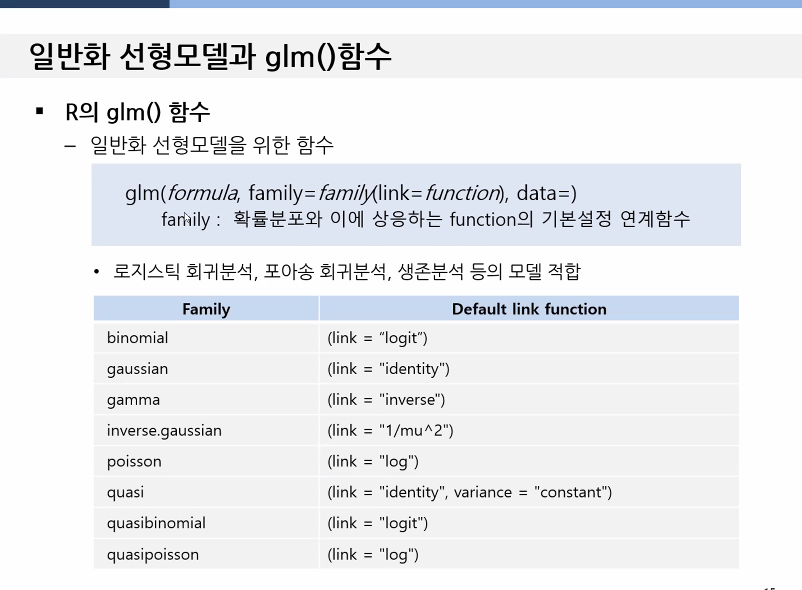 일반화 선형모델과 glm()함수
▪ R의 glm() 함수
– 일반화 선형모델을 위한 함수
glm(formula, family=family(link=function), data=)
family : 확률분포와 이에 상응하는 function의 기본설정 연계함수
• 로지스틱 회귀분석, 포아송 회귀분석, 생존분석 등의 모델 적합
Family Default link function
binomial (link = “logit”)
gaussian (link = "identity")
gamma (link = "inverse")
inverse.gaussian (link = "1/mu^2")
poisson (link = "log")
quasi (link = "identity", variance = "constant")
quasibinomial (link = "logit")
quasipoisson (link = "log")